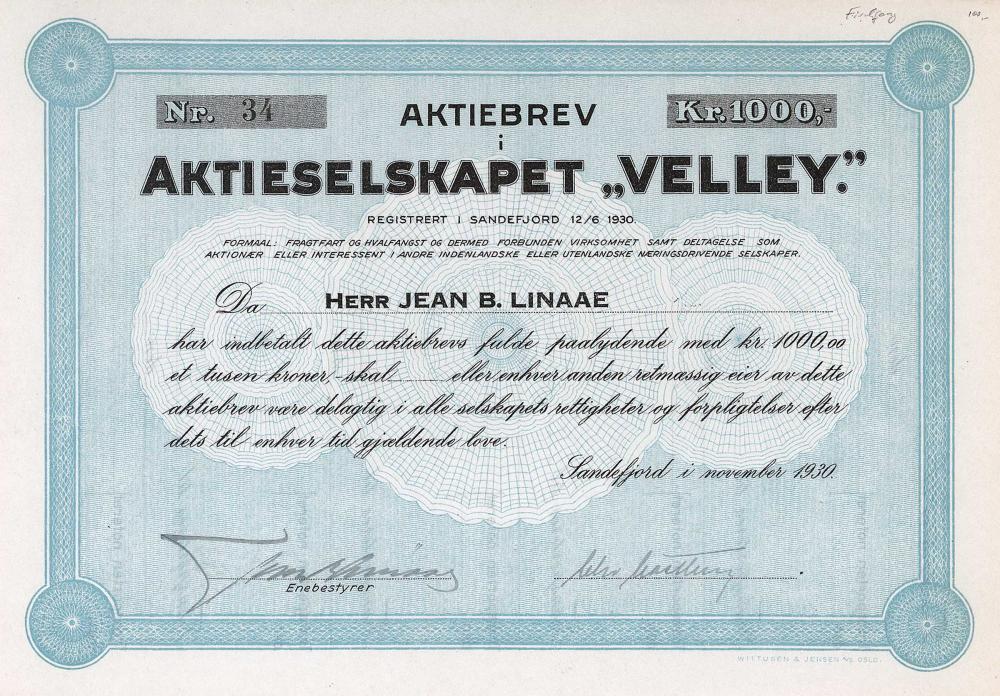 100,-
Nr. 34
AKTIEBREV
Kr. 1000,-
i
AKTIESELSKAPET „VELLEY.”
REGISTRERT I SANDEFJORD 12/6 1930.
FORMAAL: FRAGTFART OG HVALFANGST OG DERMED FORBUNDEN VIRKSOMHET SAMT DELTAGELSE SOM
AKTIONÆR ELLER INTERESSENT I ANDRE INDENLANDSKE ELLER UTENLANDSKE NÆRINGSDRIVENDE SELSKAPER.
Da HERR JEAN B. LINAAE
har indbetalt dette aktiebrevs fulde paalydende med kr. 1000,00
et tusen kroner,- skal eller enhver anden retmæssig eier av dette
aktiebrev være delagtig i alle selskapets rettigheter og forpligtelser efter
dets til enhver tid gjældende love.
Sandefjord i november 1930.
Enebestyrer
WITTUSEN & JENSEN A/S. OSLO.